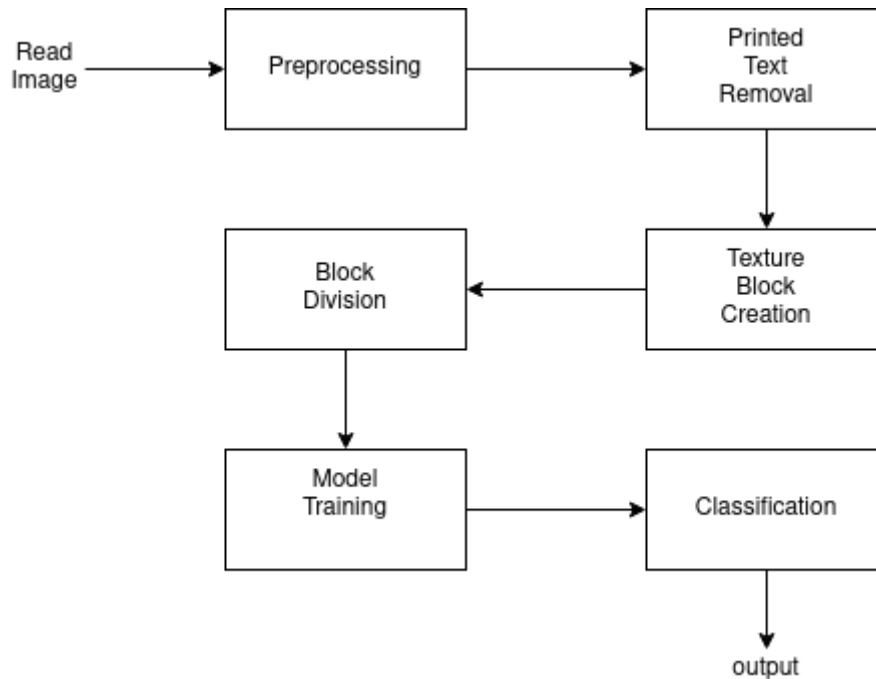 Read
Image
Preprocessing
Printed
Text
Removal
Texture
Block
Creation
Block
Division
Model
Training
Classification
output